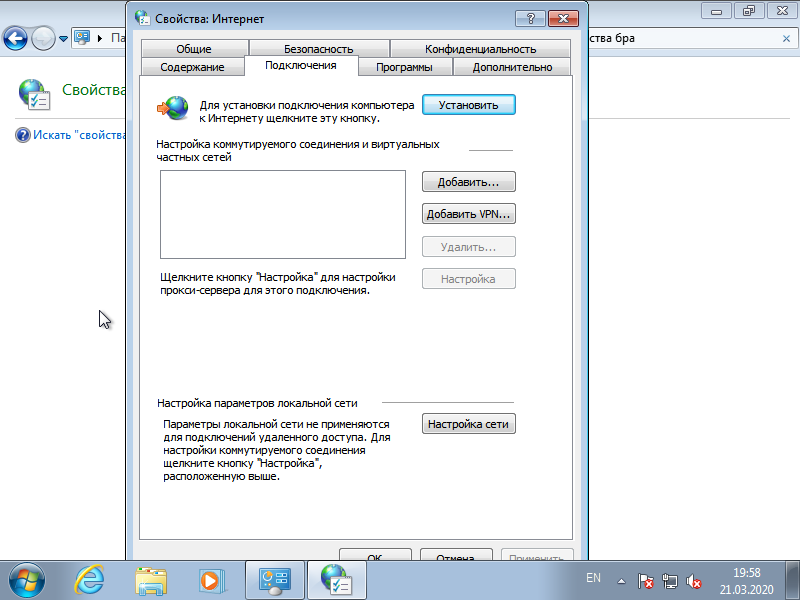 Свойства: Интернет
?
Па
ства бра
Свойства
Искать "свойства
Общие
Безопасность
Конфиденциальность
Содержание
Подключения
Программы
Дополнительно
Для установки подключения компьютера
к Интернету щелкните эту кнопку.
Установить
Настройка коммутируемого соединения и виртуальных
частных сетей
Добавить...
Добавить VPN...
Удалить...
Настройка
Щелкните кнопку "Настройка" для настройки
прокси-сервера для этого подключения.
Настройка параметров локальной сети
Параметры локальной сети не применяются
для подключений удаленного доступа. Для
настройки коммутируемого соединения
щелкните кнопку "Настройка",
расположенную выше.
Настройка сети
ОК
Отмена
Применить
EN
19:58
21.03.2020